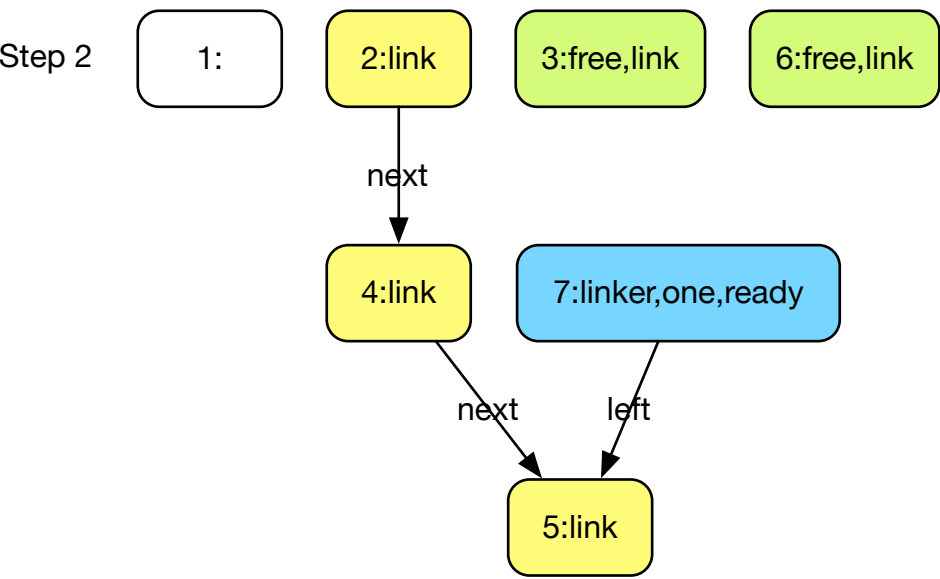 Step 2
1:
2:link
3:free,link
6:free,link
next
4:link
7:linker,one,ready
next
left
5:link